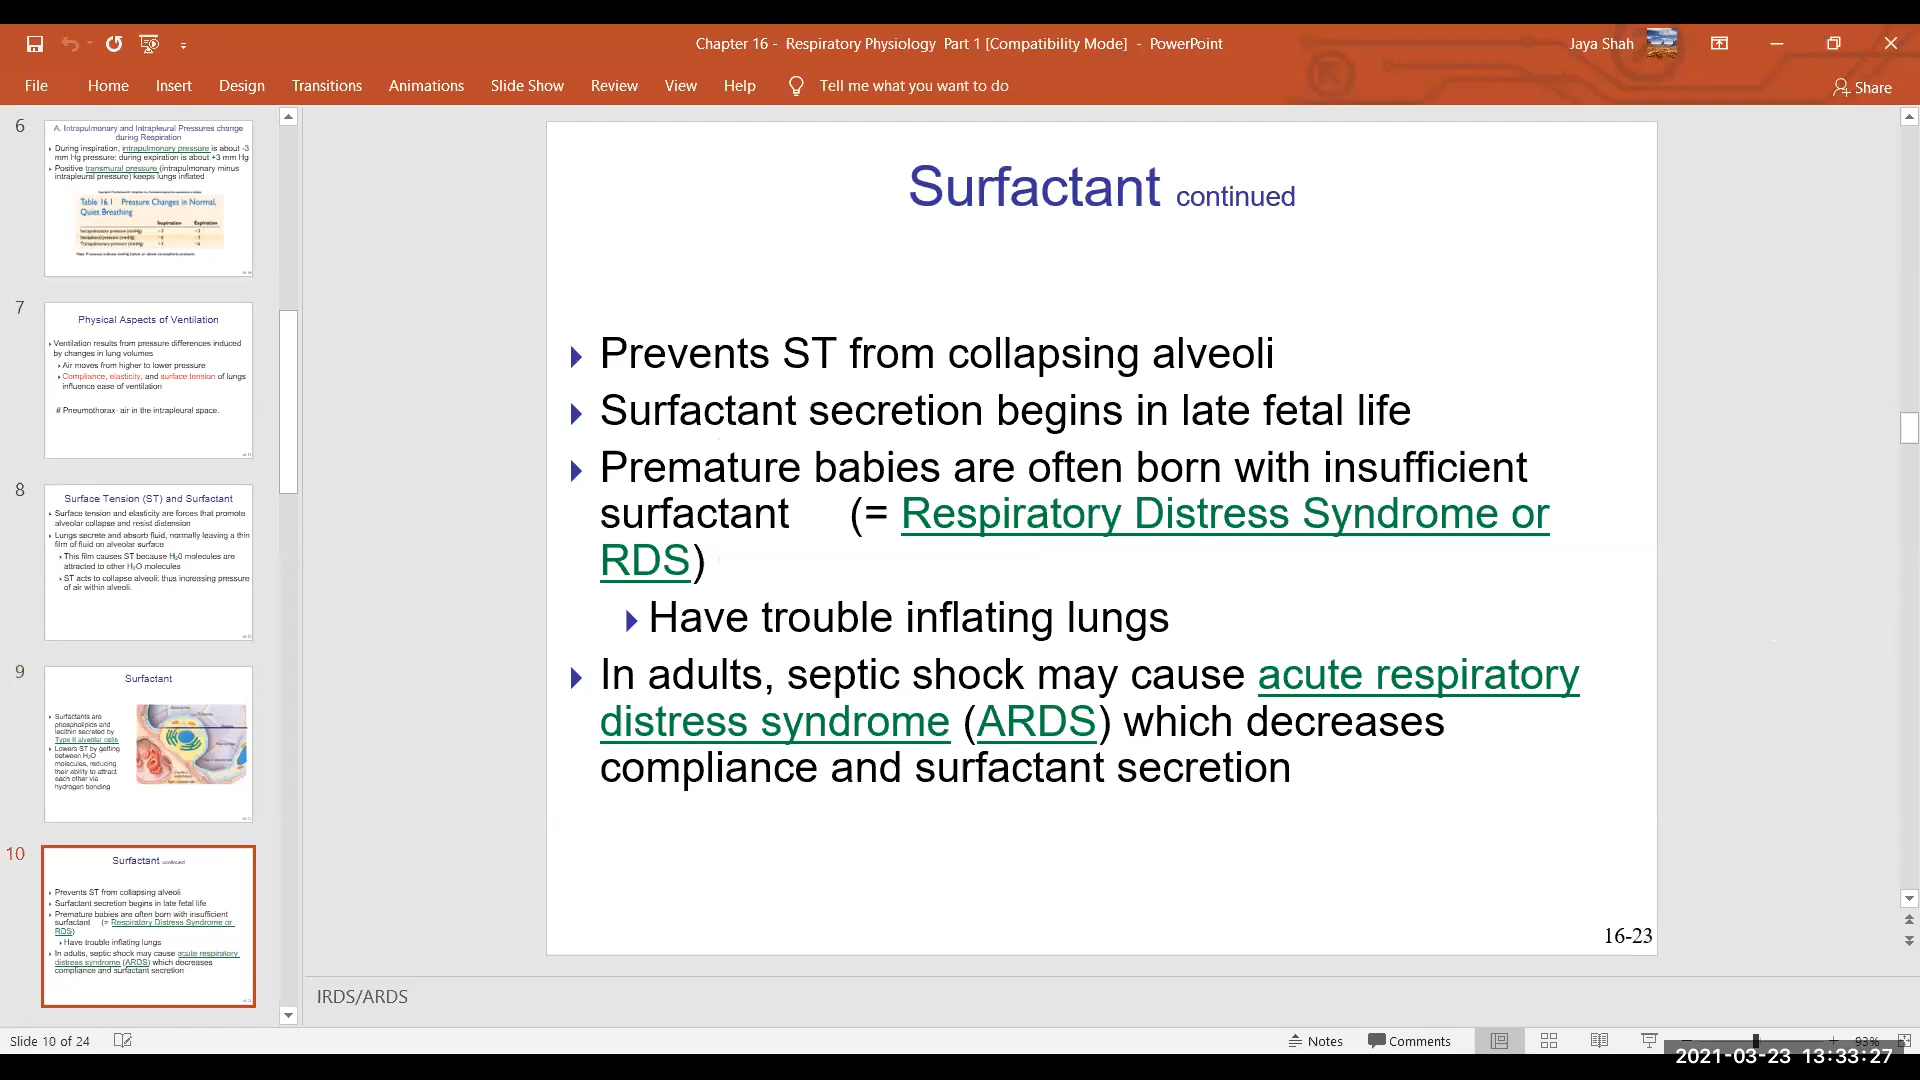 Chapter 16 - Respiratory Physiology Part 1 [Compatibility Mode] - PowerPoint
Jaya Shah
File Home Insert Design Transitions Animations Slide Show Review View Help Tell me what you want to do
Share
6
A. Intrapulmonary and Intrapleural Pressures change
during Respiration
During inspiration, intrapulmonary pressure is about -3
mm Hg pressure; during expiration is about +3 mm Hg
Positive transmural pressure (intrapulmonary minus
intrapleural pressure) keeps lungs inflated
Table 16.1 Pressure Changes in Normal,
Quiet Breathing
Inspiration Expiration
Intrapulmonary pressure (mmHg) -3 +3
Intrapleural pressure (mmHg)
Transpulmonary pressure (mmHg)
7
Physical Aspects of Ventilation
Ventilation results from pressure differences induced
by changes in lung volumes
Air moves from higher to lower pressure
Compliance, elasticity, and surface tension of lungs
influence ease of ventilation
# Pneumothorax- air in the intrapleural space.
8
Surface Tension (ST) and Surfactant
Surface tension and elasticity are forces that promote
alveolar collapse and resist distension
Lungs secrete and absorb fluid, normally leaving a thin
film of fluid on alveolar surface
This film causes ST because H20 molecules are
attracted to other H2O molecules
ST acts to collapse alveoli; thus increasing pressure
of air within alveoli.
9
Surfactant
Surfactants are
phospholipids and
lecithin secreted by
Type II alveolar cells
Lowers ST by getting
between H2O
molecules, reducing
their ability to attract
each other via
hydrogen bonding
10
Surfactant continued
Prevents ST from collapsing alveoli
Surfactant secretion begins in late fetal life
Premature babies are often born with insufficient
surfactant (= Respiratory Distress Syndrome or
RDS)
Have trouble inflating lungs
In adults, septic shock may cause acute respiratory
distress syndrome (ARDS) which decreases
compliance and surfactant secretion
Surfactant continued
Prevents ST from collapsing alveoli
Surfactant secretion begins in late fetal life
Premature babies are often born with insufficient
surfactant (= Respiratory Distress Syndrome or
RDS)
Have trouble inflating lungs
In adults, septic shock may cause acute respiratory
distress syndrome (ARDS) which decreases
compliance and surfactant secretion
16-23
IRDS/ARDS
Slide 10 of 24
Notes Comments
93%
2021-03-23 13:33:27